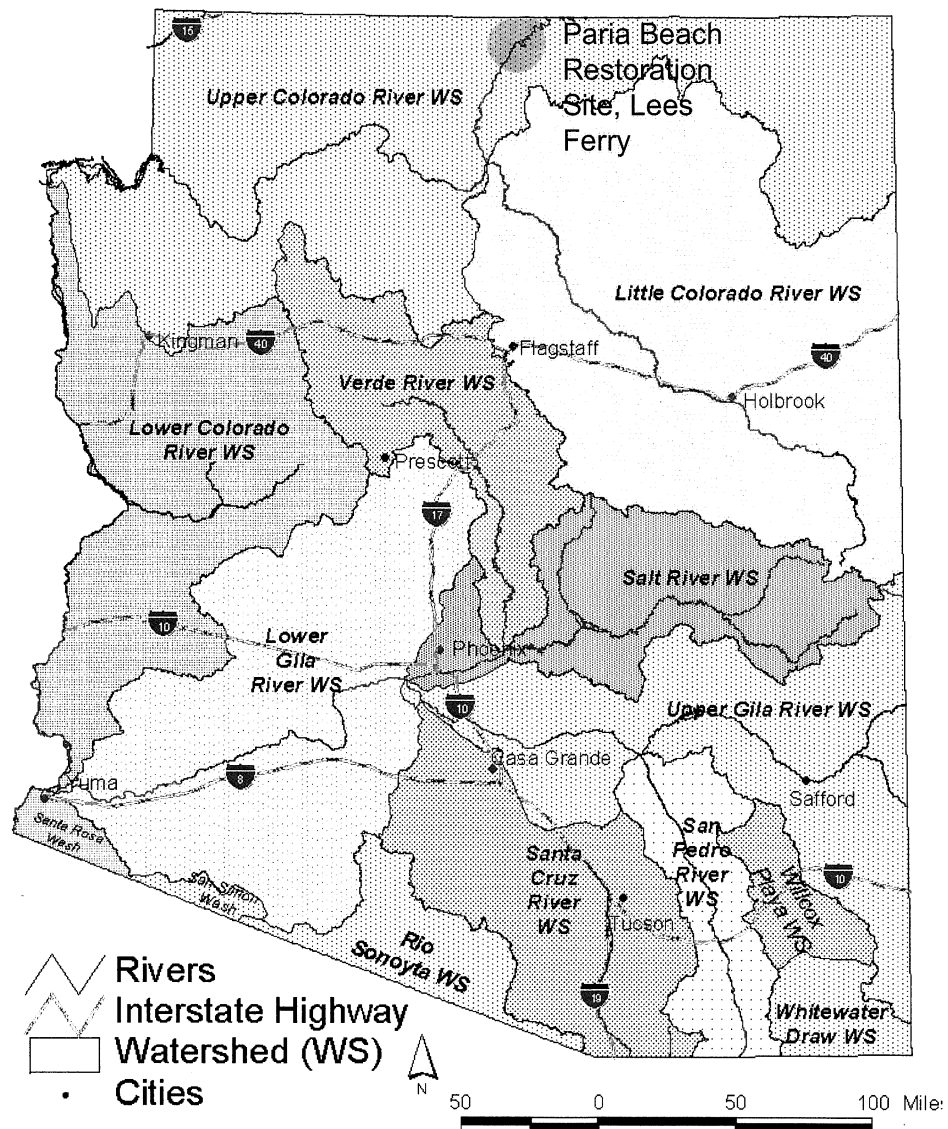 15
Paria Beach
Restoration
Site, Lees
Ferry
Upper Colorado River WS
Little Colorado River WS
Kingman
40
Flagstaff
40
Verde River WS
Holbrook
Lower Colorado
River WS
Prescott
17
Salt River WS
10
Lower
Gila
River WS
Phoenix
10
Upper Gila River WS
Casa Grande
8
Yuma
Safford
Santa Rosa
Wash
San Simon
Wash
Santa
Cruz
River
WS
San
Pedro
River
WS
Willcox
Playa WS
10
Tucson
Rio
Sonoyta WS
19
Whitewater
Draw WS
Rivers
Interstate Highway
Watershed (WS)
Cities
N
50 0 50 100 Miles